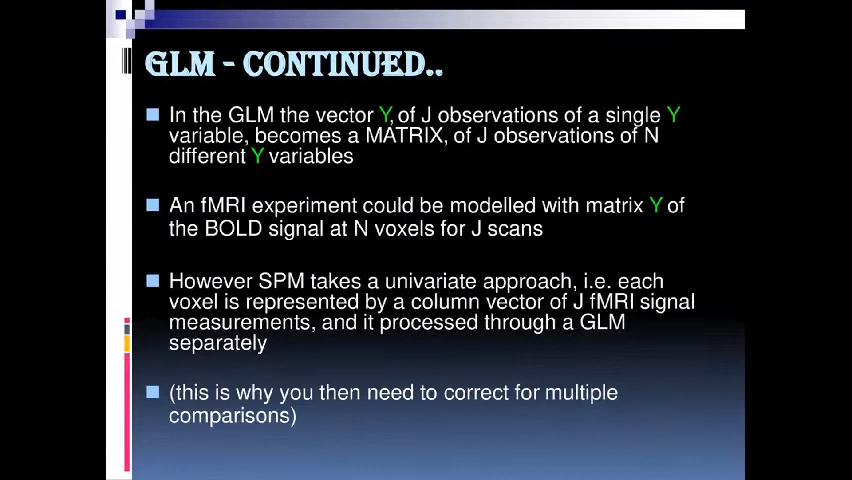 GLM - CONTINUED..
In the GLM the vector Y, of J observations of a single Y
variable, becomes a MATRIX, of J observations of N
different Y variables
An fMRI experiment could be modelled with matrix Y of
the BOLD signal at N voxels for J scans
However SPM takes a univariate approach, i.e. each
voxel is represented by a column vector of J fMRI signal
measurements, and it processed through a GLM
separately
(this is why you then need to correct for multiple
comparisons)